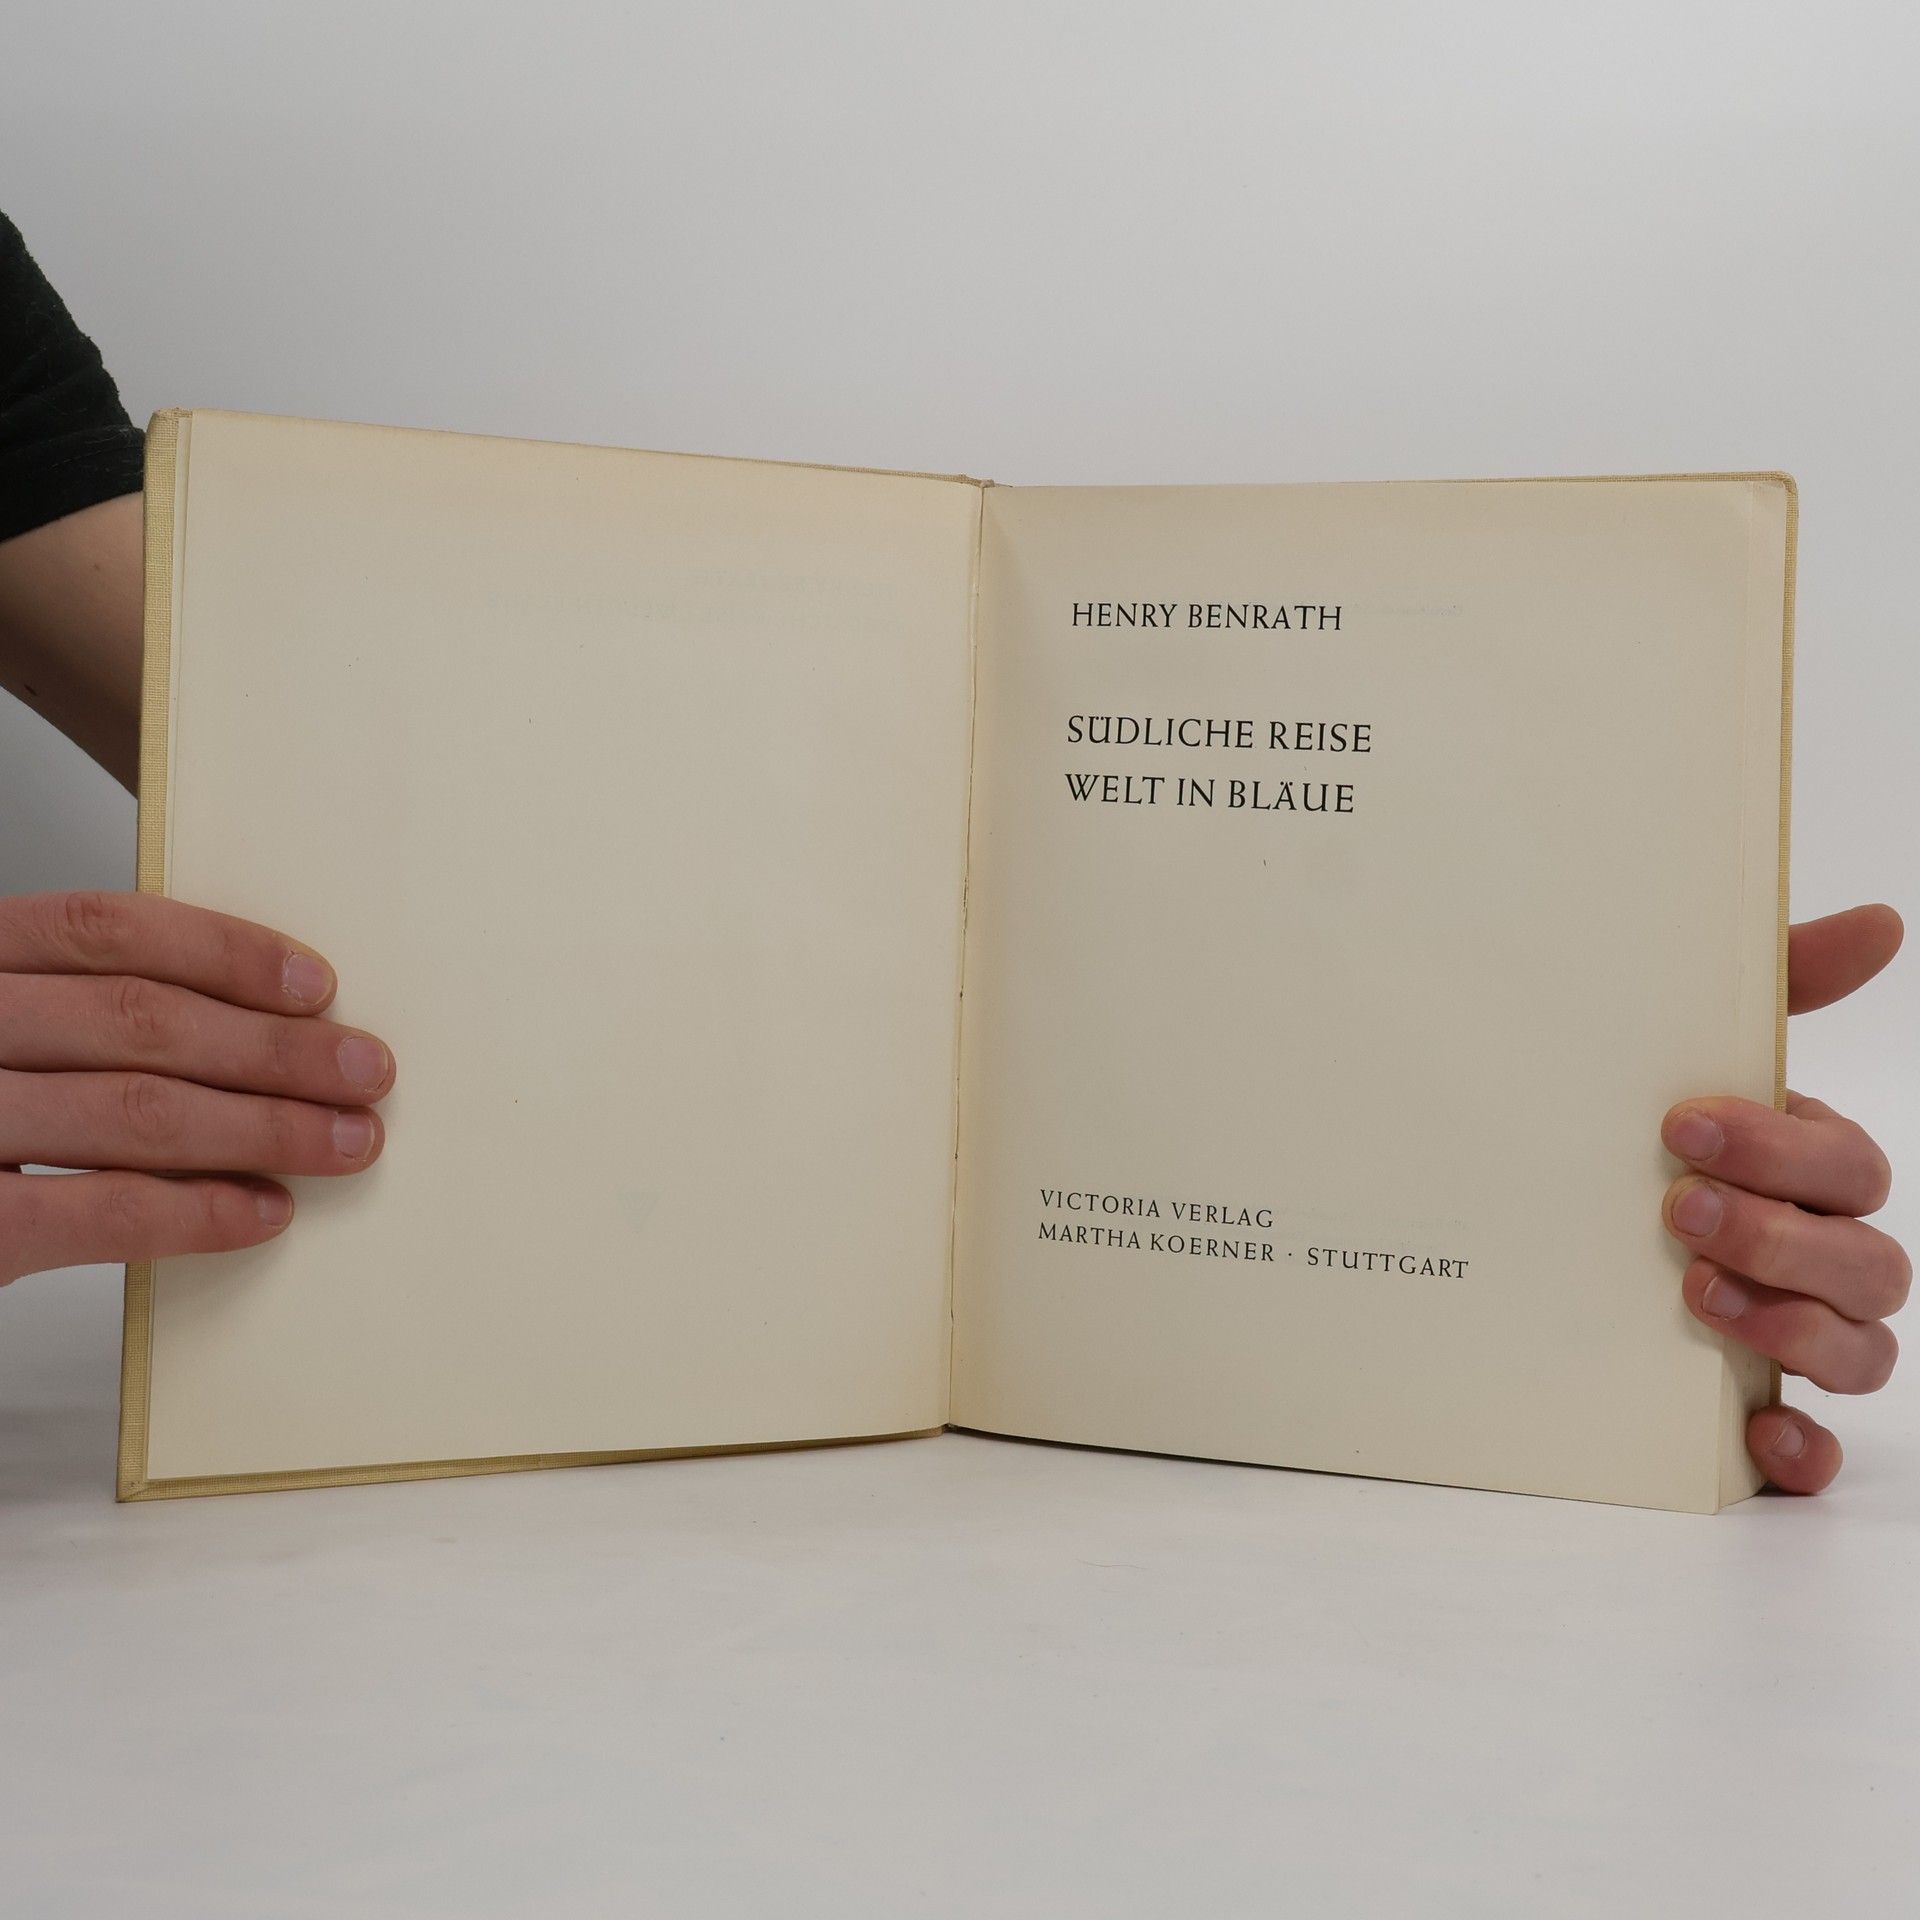 HENRY BENRATH
SÜDLICHE REISE
WELT IN BLÄUE
VICTORIA VERLAG
MARTHA KOERNER · STUTTGART